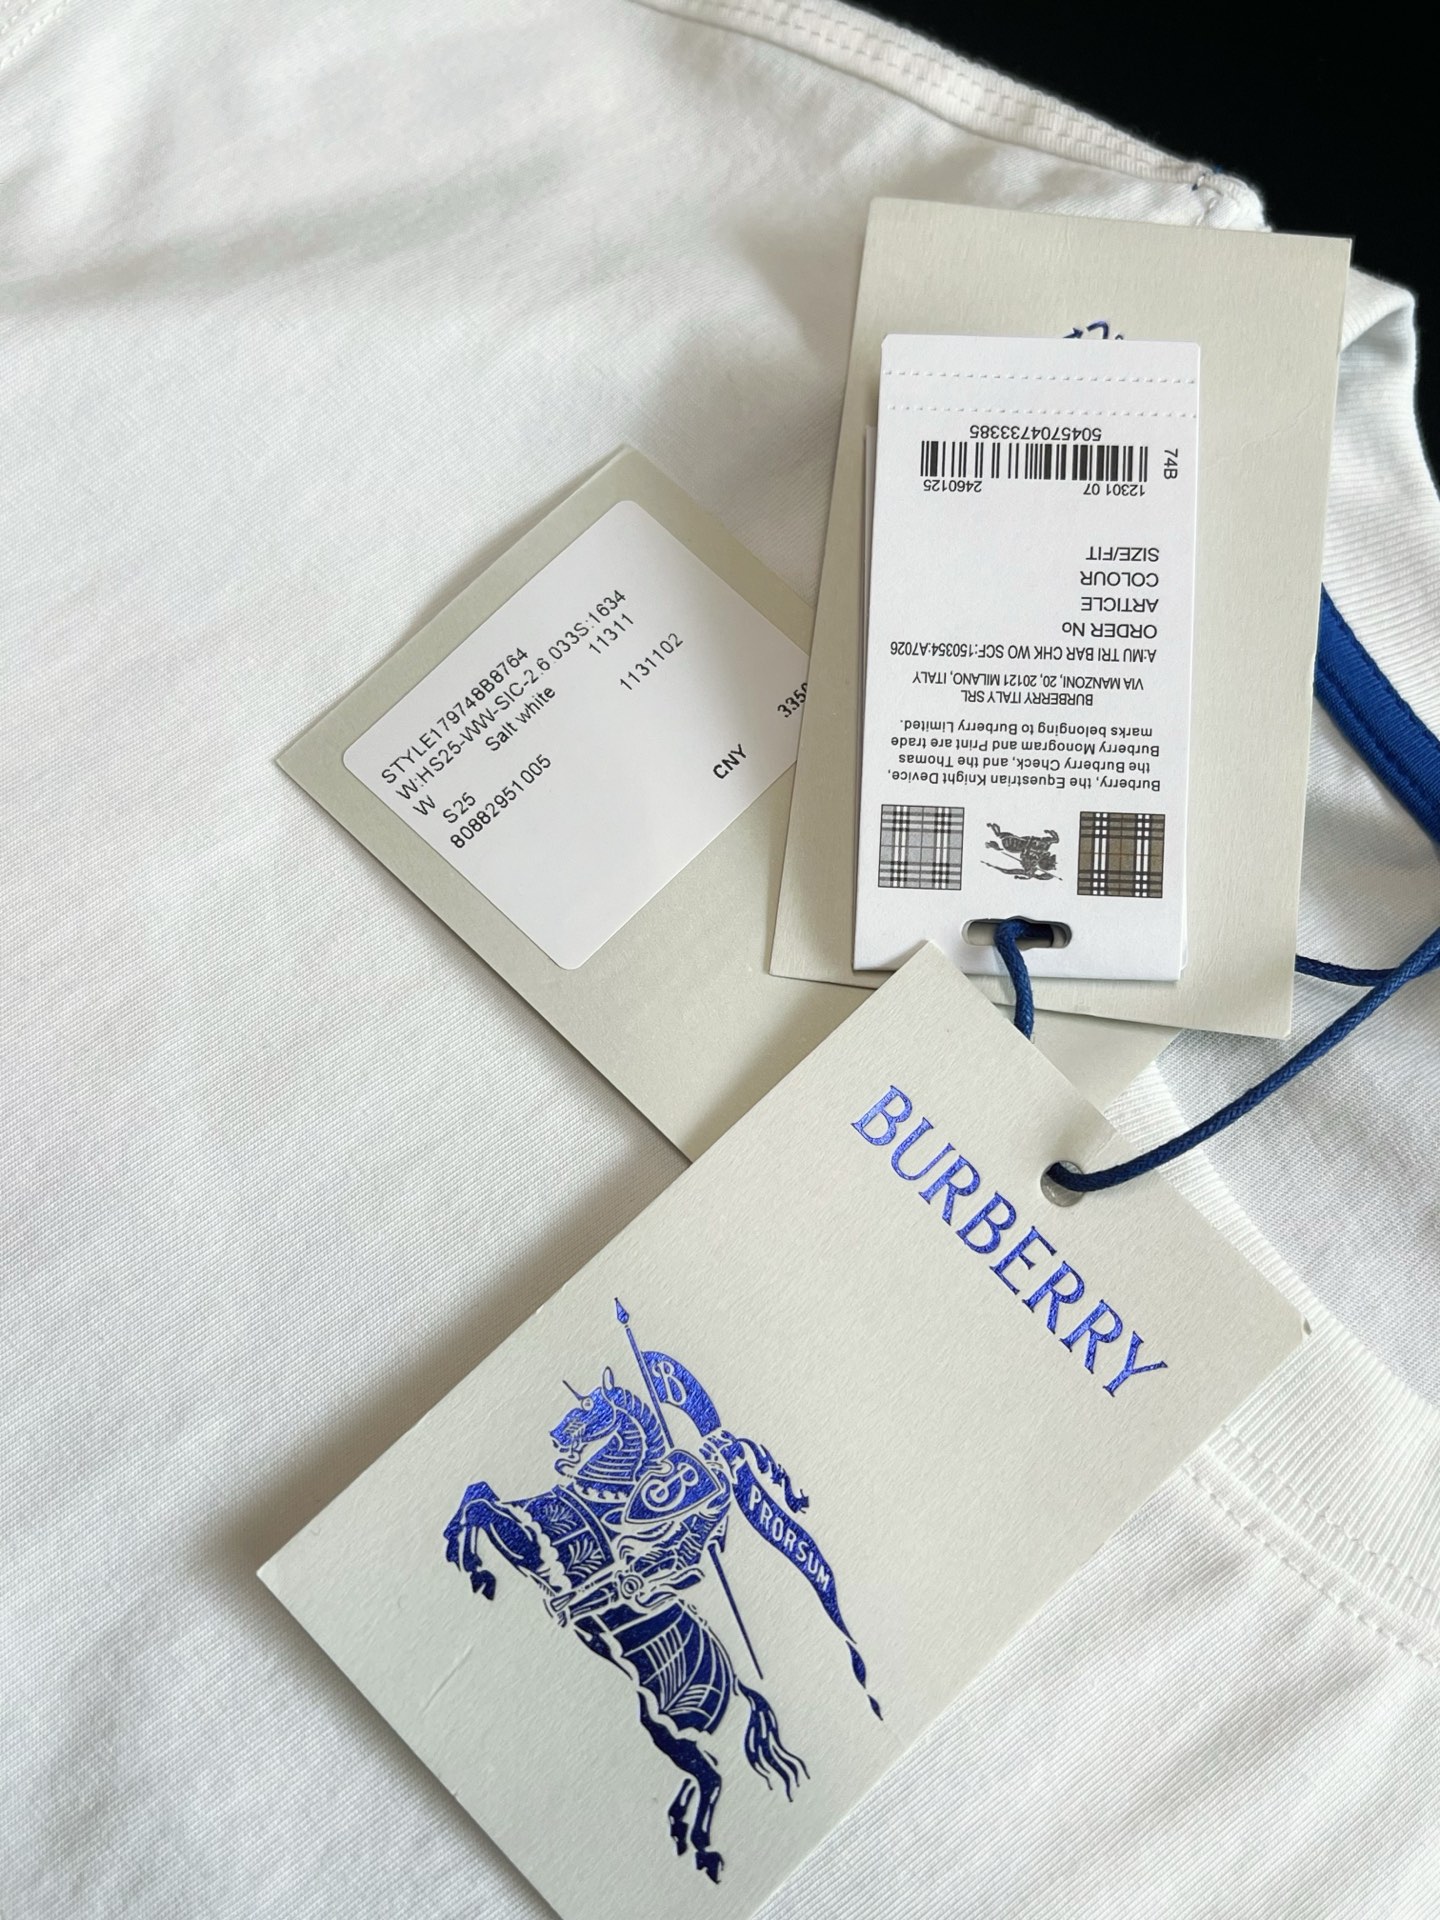 STYLE179748B8764
W:HS25-WW-SIC-2.6 033S:1634
W Salt white 11311
S25 1131102
80882951005
CNY 3350
Burberry, the Equestrian Knight Device,
the Burberry Check, and the Thomas
Burberry Monogram and Print are trade
marks belonging to Burberry Limited.
BURBERRY ITALY SRL
VIA MANZONI, 20, 20121 MILANO, ITALY
A:MU TRI BAR CHK WO SCF:150354:A7026
ORDER No
ARTICLE
COLOUR
SIZE/FIT
12301 07 2460125
74B
5045704733385
BURBERRY
B
B
PRORSUM